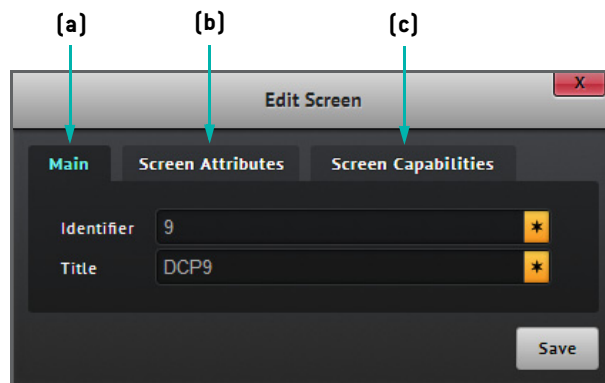 (a) (b) (c)
Edit Screen X
Main Screen Attributes Screen Capabilities
Identifier 9 *
Title DCP9 *
Save